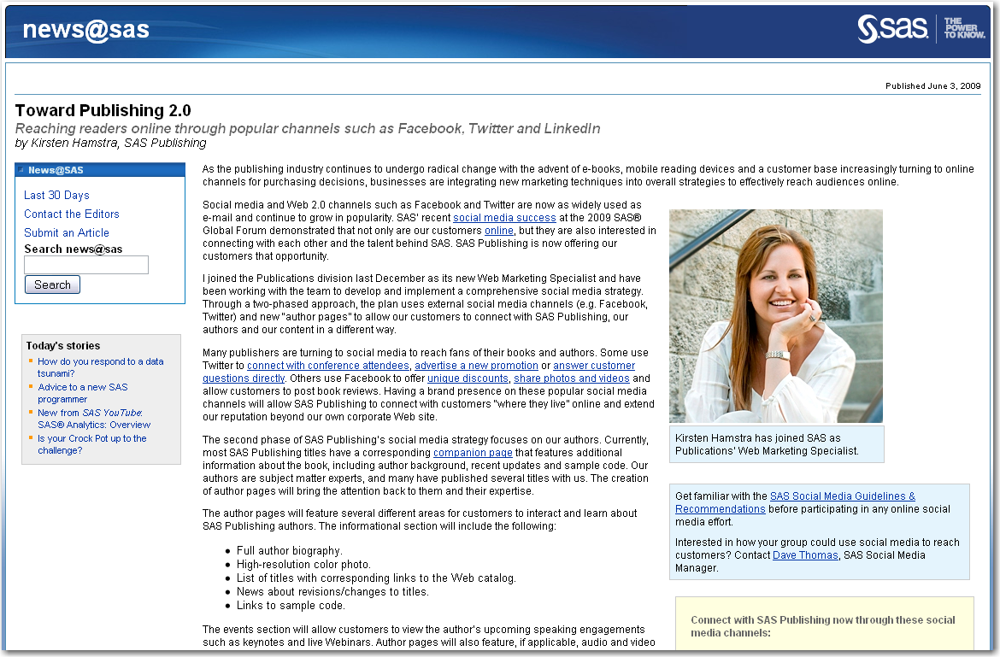 news@sas
sas
THE
POWER
TO KNOW.
Published June 3, 2009
Toward Publishing 2.0
Reaching readers online through popular channels such as Facebook, Twitter and LinkedIn
by Kirsten Hamstra, SAS Publishing
News@SAS
Last 30 Days
Contact the Editors
Submit an Article
Search news@sas
Search
Today's stories
How do you respond to a data
tsunami?
Advice to a new SAS
programmer
New from SAS YouTube:
SAS® Analytics: Overview
Is your Crock Pot up to the
challenge?
As the publishing industry continues to undergo radical change with the advent of e-books, mobile reading devices and a customer base increasingly turning to online
channels for purchasing decisions, businesses are integrating new marketing techniques into overall strategies to effectively reach audiences online.
Social media and Web 2.0 channels such as Facebook and Twitter are now as widely used as
e-mail and continue to grow in popularity. SAS' recent social media success at the 2009 SAS®
Global Forum demonstrated that not only are our customers online, but they are also interested in
connecting with each other and the talent behind SAS. SAS Publishing is now offering our
customers that opportunity.
I joined the Publications division last December as its new Web Marketing Specialist and have
been working with the team to develop and implement a comprehensive social media strategy.
Through a two-phased approach, the plan uses external social media channels (e.g. Facebook,
Twitter) and new "author pages" to allow our customers to connect with SAS Publishing, our
authors and our content in a different way.
Many publishers are turning to social media to reach fans of their books and authors. Some use
Twitter to connect with conference attendees, advertise a new promotion or answer customer
questions directly. Others use Facebook to offer unique discounts, share photos and videos and
allow customers to post book reviews. Having a brand presence on these popular social media
channels will allow SAS Publishing to connect with customers "where they live" online and extend
our reputation beyond our own corporate Web site.
The second phase of SAS Publishing's social media strategy focuses on our authors. Currently,
most SAS Publishing titles have a corresponding companion page that features additional
information about the book, including author background, recent updates and sample code. Our
authors are subject matter experts, and many have published several titles with us. The creation
of author pages will bring the attention back to them and their expertise.
The author pages will feature several different areas for customers to interact and learn about
SAS Publishing authors. The informational section will include the following:
● Full author biography.
● High-resolution color photo.
● List of titles with corresponding links to the Web catalog.
● News about revisions/changes to titles.
● Links to sample code.
The events section will allow customers to view the author's upcoming speaking engagements
such as keynotes and live Webinars. Author pages will also feature, if applicable, audio and video
Kirsten Hamstra has joined SAS as
Publications' Web Marketing Specialist.
Get familiar with the SAS Social Media Guidelines &
Recommendations before participating in any online social
media effort.
Interested in how your group could use social media to reach
customers? Contact Dave Thomas, SAS Social Media
Manager.
Connect with SAS Publishing now through these social
media channels: